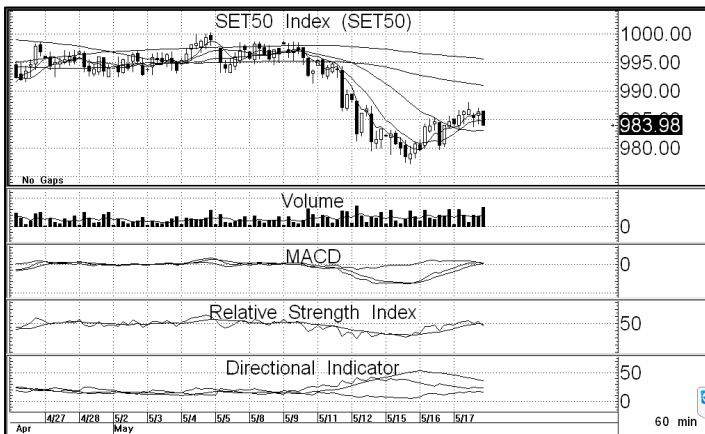 SET50 Index (SET50)
1000.00
995.00
990.00
983.98
980.00
No Gaps
Volume
0
MACD
0
Relative Strength Index
50
Directional Indicator
50
0
4/27 4/28 5/2 5/3 5/4 5/5 5/8 5/9 5/11 5/12 5/15 5/16 5/17
60 min
Apr May